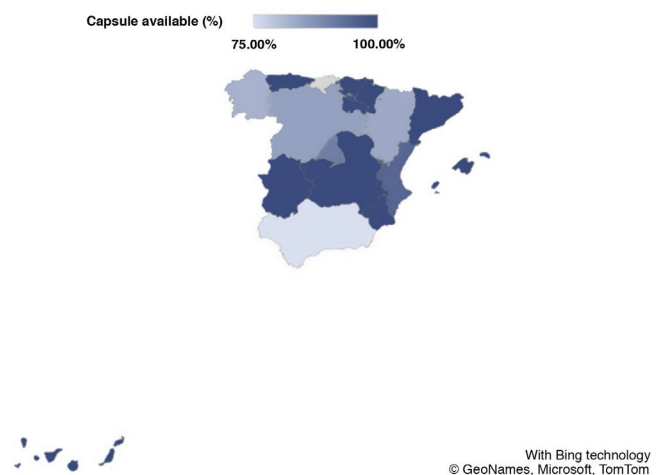 Capsule available (%)
75.00%
100.00%
With Bing technology
© GeoNames, Microsoft, TomTom